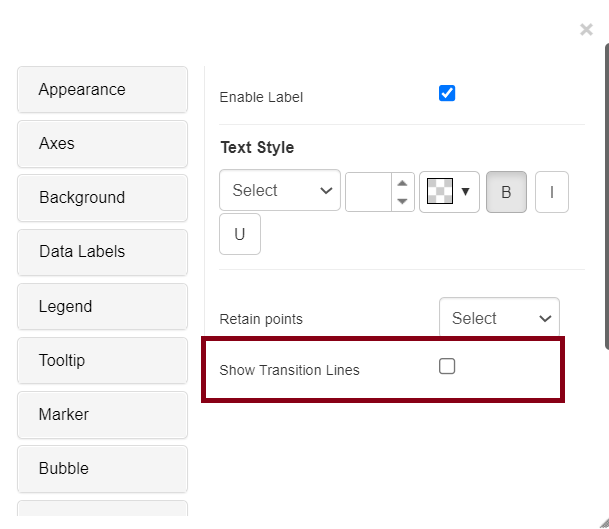 ×
Appearance
Axes
Background
Data Labels
Legend
Tooltip
Marker
Bubble
Enable Label
Text Style
Select
B
I
U
Retain points
Select
Show Transition Lines